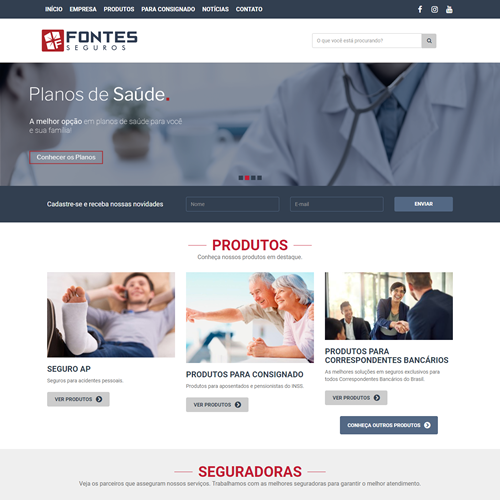 INÍCIO EMPRESA PRODUTOS PARA CONSIGNADO NOTÍCIAS CONTATO
FONTES
SEGUROS
O que você está procurando?
Planos de Saúde.
A melhor opção em planos de saúde para você
e sua familiar
Conhecer os Planos
Cadastre-se e receba nossas novidades
Nome
E-mail
ENVIAR
PRODUTOS
Conheça nossos produtos em destaque.
SEGURO AP
Seguros para acidentes pessoais.
VER PRODUTOS
PRODUTOS PARA CONSIGNADO
Produtos para aposentados e pensionistas do INSS.
VER PRODUTOS
PRODUTOS PARA
CORRESPONDENTES BANCÁRIOS
As melhores soluções em seguros exclusivos para
todos Correspondentes Bancários do Brasil.
VER PRODUTOS
CONHEÇA OUTROS PRODUTOS
SEGURADORAS
Veja os parceiros que asseguram nossos serviços. Trabalhamos com as melhores seguradoras para garantir o melhor atendimento.